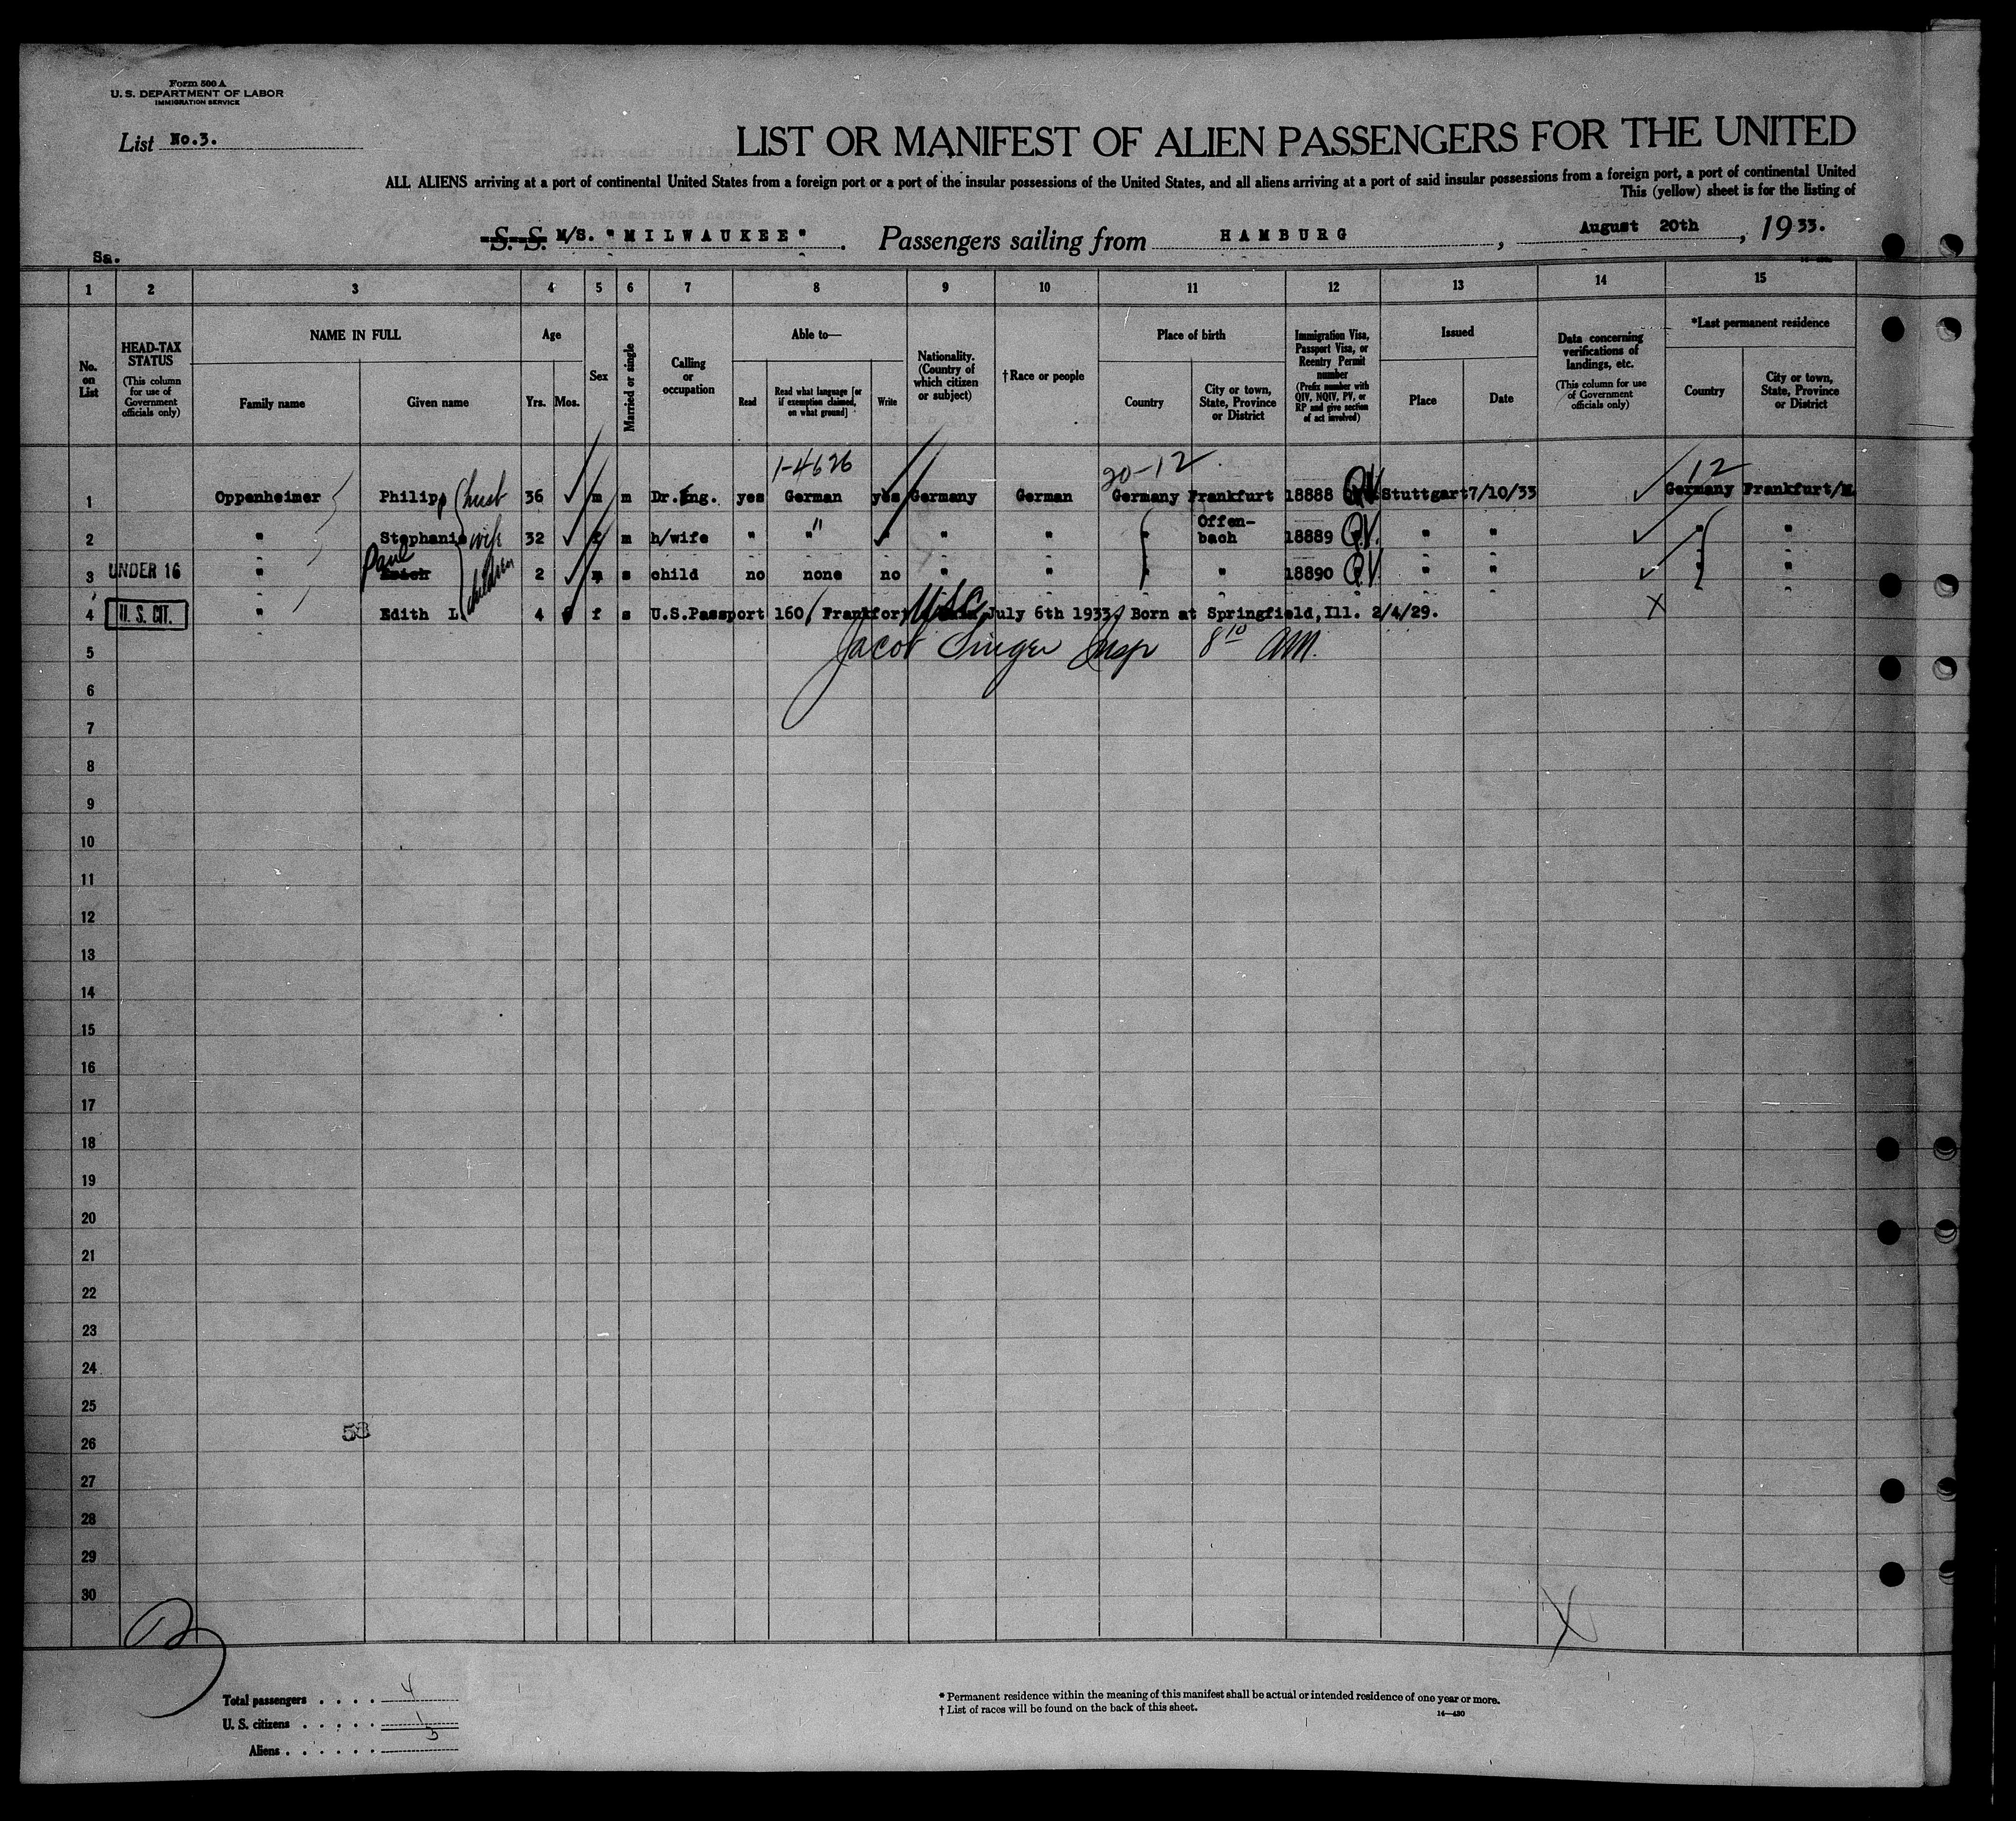 Form 500 A
U. S. DEPARTMENT OF LABOR
IMMIGRATION SERVICE
List No.3.
LIST OR MANIFEST OF ALIEN PASSENGERS FOR THE UNITED
ALL ALIENS arriving at a port of continental United States from a foreign port or a port of the insular possessions of the United States, and all aliens arriving at a port of said insular possessions from a foreign port, a port of continental United
This (yellow) sheet is for the listing of
S. S. M/S. "MILWAUKEE". Passengers sailing from HAMBURG, August 20th, 1933.
Sa.
1 2 3 4 5 6 7 8 9 10 11 12 13 14 15
No. on List
HEAD-TAX STATUS (This column for use of Government officials only)
NAME IN FULL
Family name
Given name
Age
Yrs. Mos.
Sex
Married or single
Calling or occupation
Able to—
Read
Read what language [or if exemption claimed, on what ground]
Write
Nationality. (Country of which citizen or subject)
† Race or people
Place of birth
Country
City or town, State, Province or District
Immigration Visa, Passport Visa, or Reentry Permit number (Prefix number with QIV, NQIV, PV, or RP and give section of act involved)
Issued
Place
Date
Data concerning verifications of landings, etc. (This column for use of Government officials only)
*Last permanent residence
Country
City or town, State, Province or District
1-4626 20-12 12
1 Oppenheimer Philipp husb 36 m m Dr.Eng. yes German yes Germany German Germany Frankfurt 18888 QV Stuttgart 7/10/33 Germany Frankfurt/M.
2 " Stephanie wife 32 f m h/wife " " " " " " Offenbach 18889 QV. " " " "
3 UNDER 16 " Paul children 2 m s child no none no " " " " 18890 QV " " " "
4 U. S. CIT. " Edith L 4 f s U.S.Passport 160, Frankfort USC July 6th 1933, Born at Springfield, Ill. 2/4/29. X
5 Jacob Singer Insp 8 10 AM.
6
7
8
9
10
11
12
13
14
15
16
17
18
19
20
21
22
23
24
25
53
26
27
28
29
30
Total passengers . . . . 4
U. S. citizens . . . . . 1
Aliens . . . . . . 3
* Permanent residence within the meaning of this manifest shall be actual or intended residence of one year or more.
† List of races will be found on the back of this sheet.
14—430